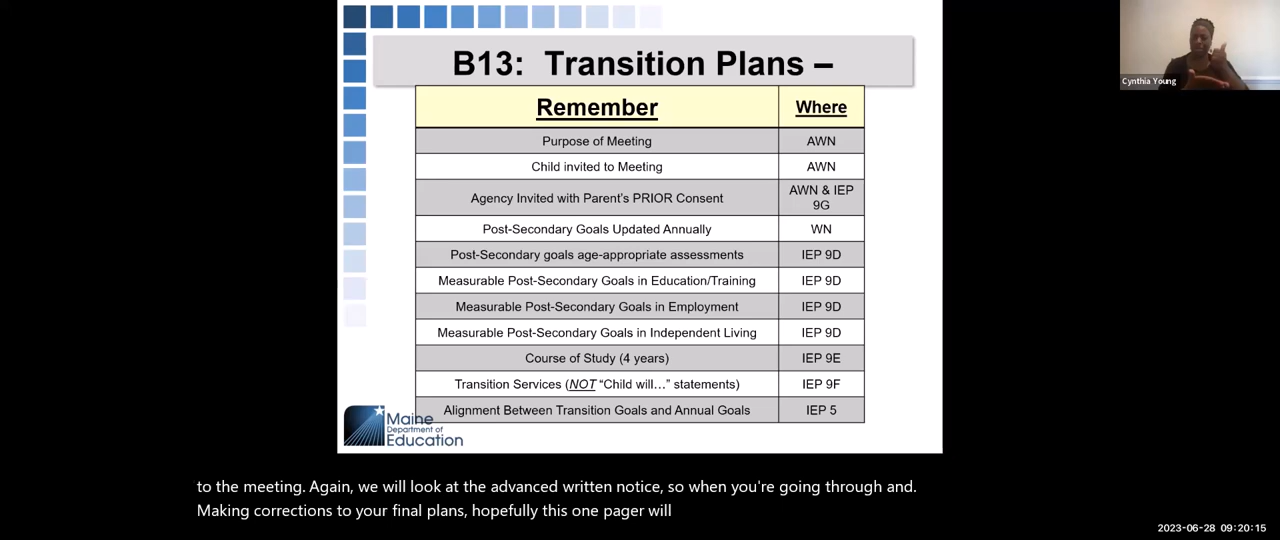 B13: Transition Plans –
Remember Where
Purpose of Meeting AWN
Child invited to Meeting AWN
Agency Invited with Parent's PRIOR Consent AWN & IEP 9G
Post-Secondary Goals Updated Annually WN
Post-Secondary goals age-appropriate assessments IEP 9D
Measurable Post-Secondary Goals in Education/Training IEP 9D
Measurable Post-Secondary Goals in Employment IEP 9D
Measurable Post-Secondary Goals in Independent Living IEP 9D
Course of Study (4 years) IEP 9E
Transition Services (NOT “Child will…” statements) IEP 9F
Alignment Between Transition Goals and Annual Goals IEP 5
Maine
Department of
Education
Cynthia Young
to the meeting. Again, we will look at the advanced written notice, so when you're going through and.
Making corrections to your final plans, hopefully this one pager will
2023-06-28 09:20:15